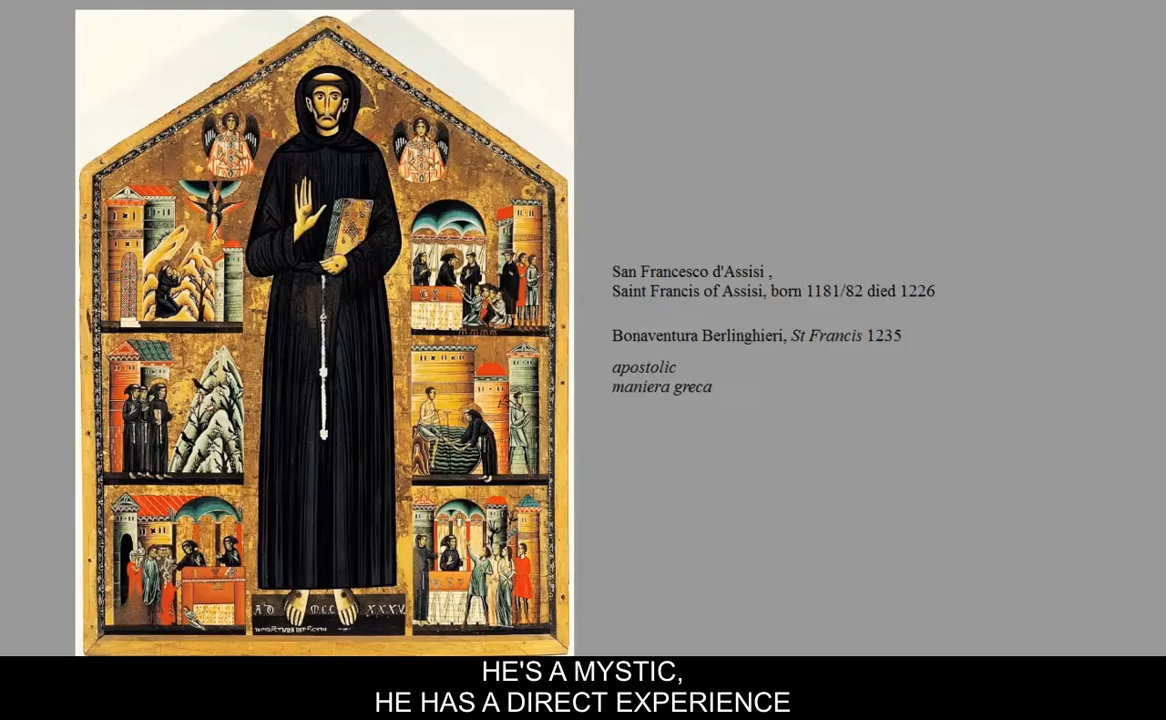 San Francesco d'Assisi ,
Saint Francis of Assisi, born 1181/82 died 1226
Bonaventura Berlinghieri, St Francis 1235
apostolic
maniera greca
A D M CC XXXV
HE'S A MYSTIC,
HE HAS A DIRECT EXPERIENCE